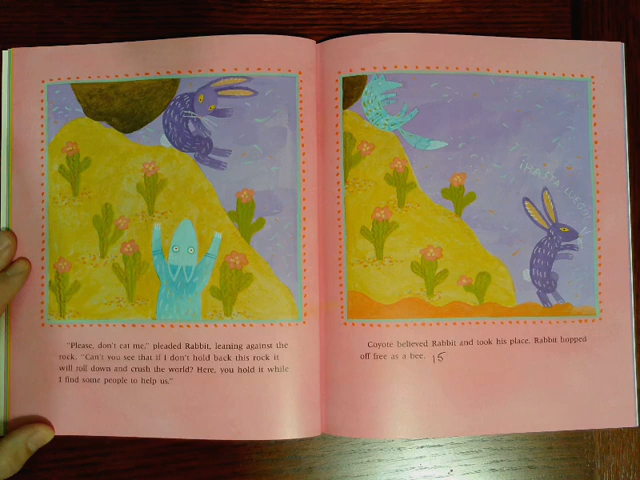 "Please, don't eat me," pleaded Rabbit, leaning against the
rock. "Can't you see that if I don't hold back this rock it
will roll down and crush the world? Here, you hold it while
I find some people to help us."
¡HASTA LUEGO!
Coyote believed Rabbit and took his place. Rabbit hopped
off free as a bee. 15